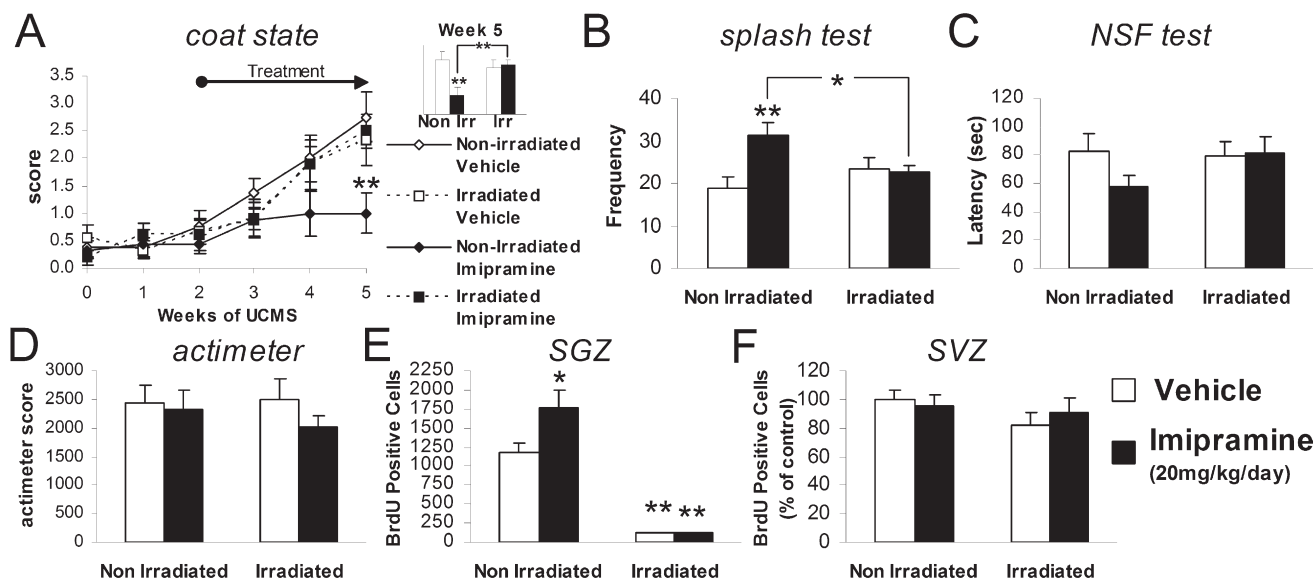 A
coat state
Week 5
**
**
Non Irr Irr
Treatment
3.5
3.0
2.5
2.0
1.5
1.0
0.5
0.0
score
**
0 1 2 3 4 5
Weeks of UCMS
Non-irradiated
Vehicle
Irradiated
Vehicle
Non-Irradiated
Imipramine
Irradiated
Imipramine
B
splash test
*
**
40
30
20
10
0
Frequency
Non Irradiated Irradiated
C
NSF test
120
100
80
60
40
20
0
Latency (sec)
Non Irradiated Irradiated
D
actimeter
3000
2500
2000
1500
1000
500
0
actimeter score
Non Irradiated Irradiated
E
SGZ
2250
2000
1750
1500
1250
1000
750
500
250
0
BrdU Positive Cells
*
** **
Non Irradiated Irradiated
F
SVZ
120
100
80
60
40
20
0
BrdU Positive Cells
(% of control)
Non Irradiated Irradiated
Vehicle
Imipramine
(20mg/kg/day)